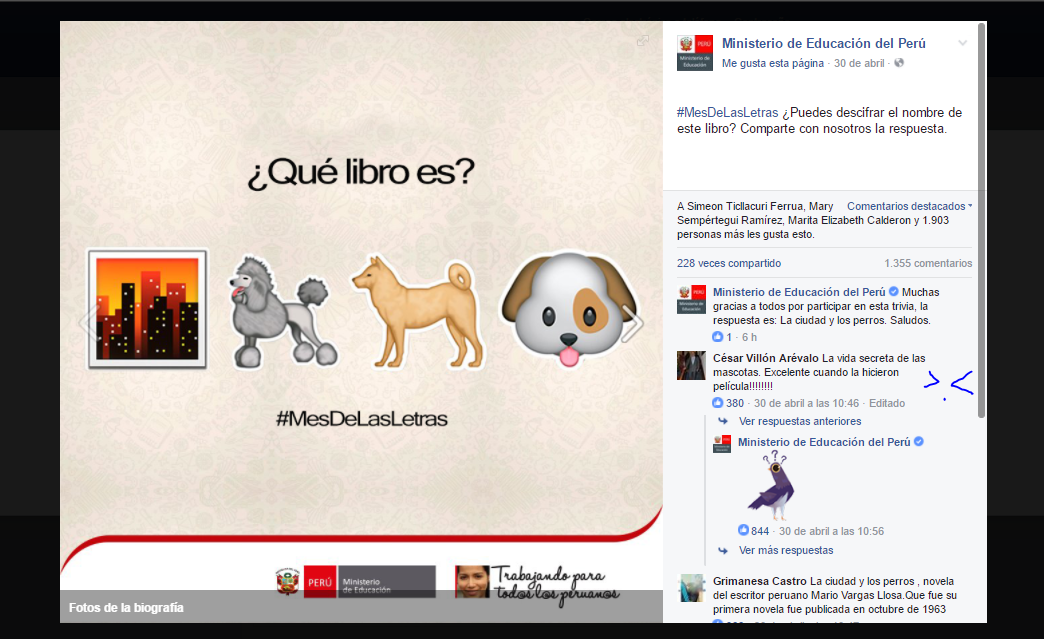 ¿Qué libro es?
#MesDeLasLetras
PERÚ
Ministerio
de Educación
Trabajando para
todos los peruanos
Fotos de la biografía
PERÚ
Ministerio de
Educación
Ministerio de Educación del Perú
Me gusta esta página · 30 de abril ·
#MesDeLasLetras ¿Puedes descifrar el nombre de
este libro? Comparte con nosotros la respuesta.
A Simeon Ticllacuri Ferrua, Mary Comentarios destacados
Sempértegui Ramírez, Marita Elizabeth Calderon y 1.903
personas más les gusta esto.
228 veces compartido 1.355 comentarios
Ministerio de Educación del Perú Muchas
gracias a todos por participar en esta trivia, la
respuesta es: La ciudad y los perros. Saludos.
1 · 6 h
César Villón Arévalo La vida secreta de las
mascotas. Excelente cuando la hicieron
película!!!!!!!!
380 · 30 de abril a las 10:46 · Editado
Ver respuestas anteriores
Ministerio de Educación del Perú
844 · 30 de abril a las 10:56
Ver más respuestas
Grimanesa Castro La ciudad y los perros , novela
del escritor peruano Mario Vargas Llosa.Que fue su
primera novela fue publicada en octubre de 1963